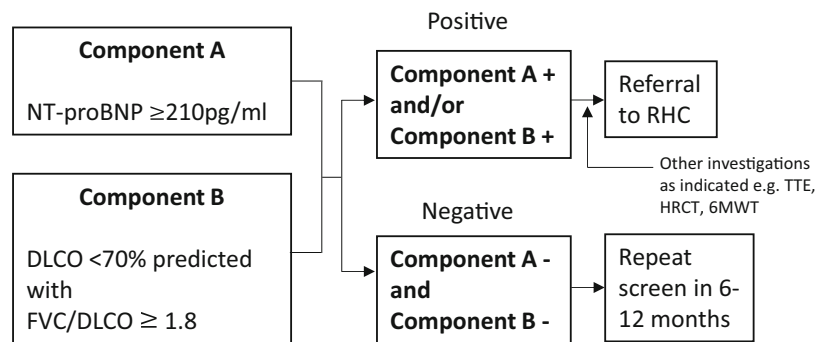 Component A
NT-proBNP ≥210pg/ml
Component B
DLCO <70% predicted
with
FVC/DLCO ≥ 1.8
Positive
Component A +
and/or
Component B +
Referral
to RHC
Other investigations
as indicated e.g. TTE,
HRCT, 6MWT
Negative
Component A -
and
Component B -
Repeat
screen in 6-
12 months